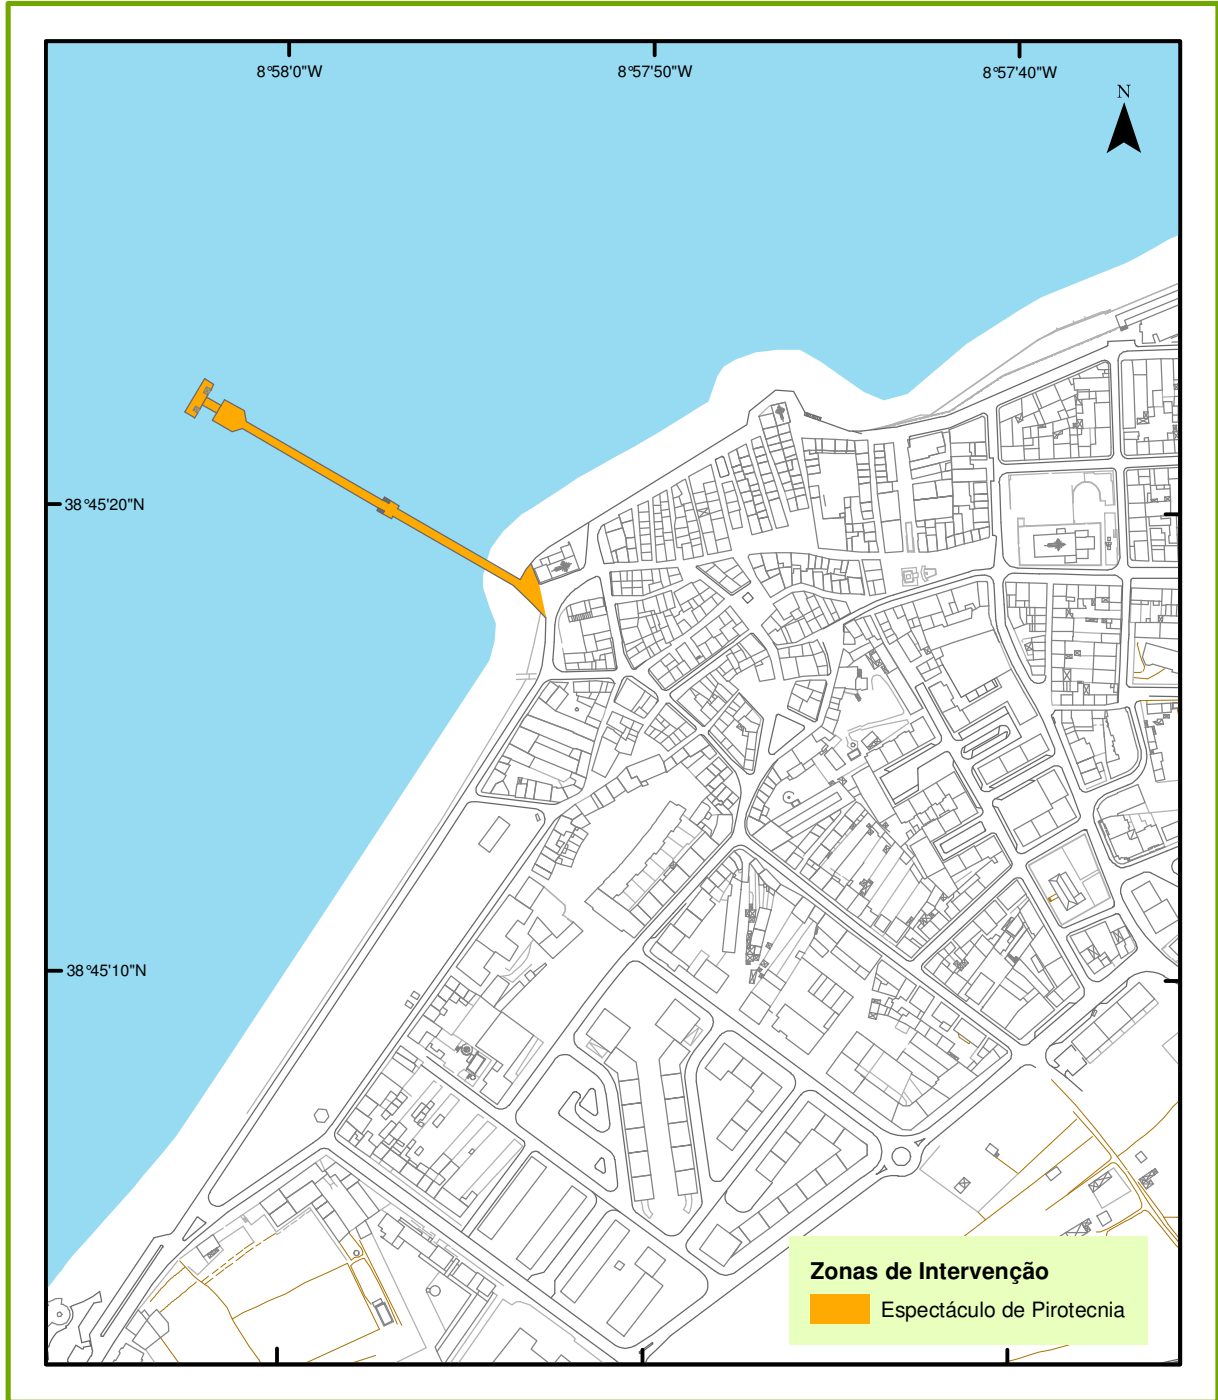 8°58'0"W
8°57'50"W
8°57'40"W
N
38°45'20"N
38°45'10"N
Zonas de Intervenção
Espectáculo de Pirotecnia